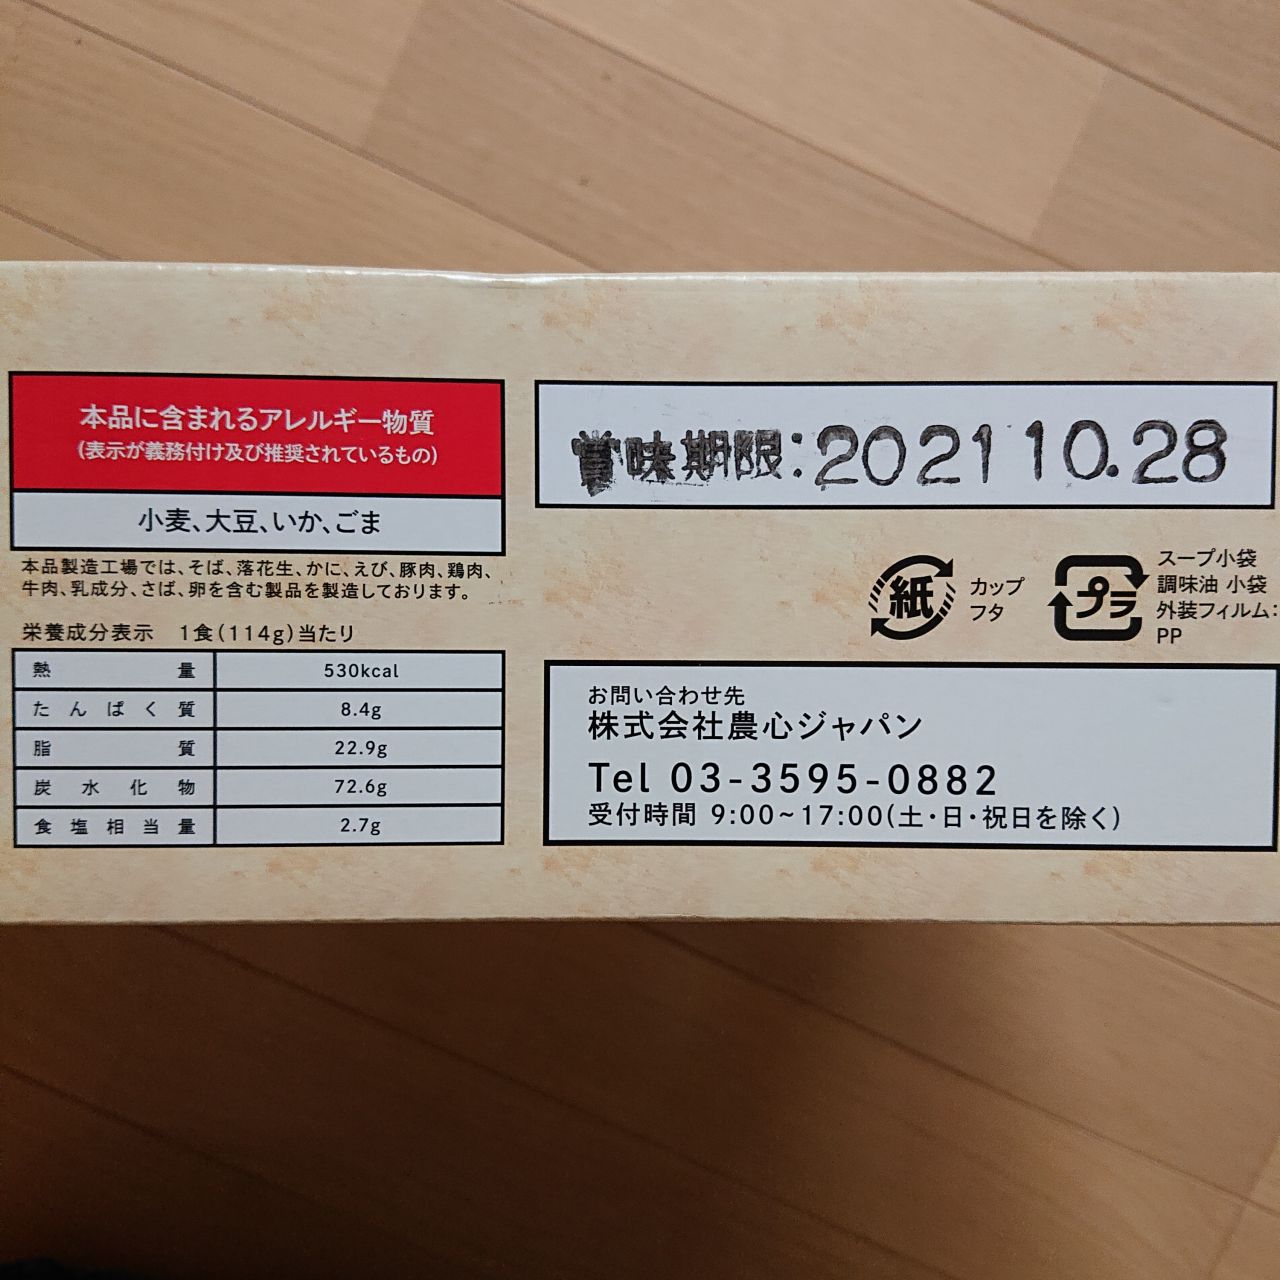 本品に含まれるアレルギー物質
(表示が義務付け及び推奨されているもの)
小麦、大豆、いか、ごま
本品製造工場では、そば、落花生、かに、えび、豚肉、鶏肉、
牛肉、乳成分、さば、卵を含む製品を製造しております。
栄養成分表示 1食(114g)当たり
熱量 530kcal
たんぱく質 8.4g
脂質 22.9g
炭水化物 72.6g
食塩相当量 2.7g
賞味期限:2021 10.28
紙
カップ
フタ
プラ
スープ小袋
調味油 小袋
外装フィルム:
PP
お問い合わせ先
株式会社農心ジャパン
Tel 03-3595-0882
受付時間 9:00~17:00(土・日・祝日を除く)